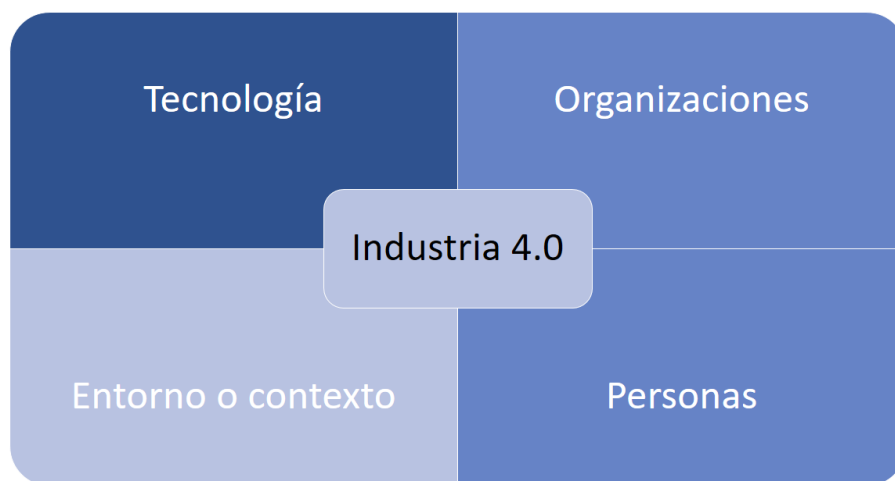 Tecnología
Organizaciones
Industria 4.0
Entorno o contexto
Personas